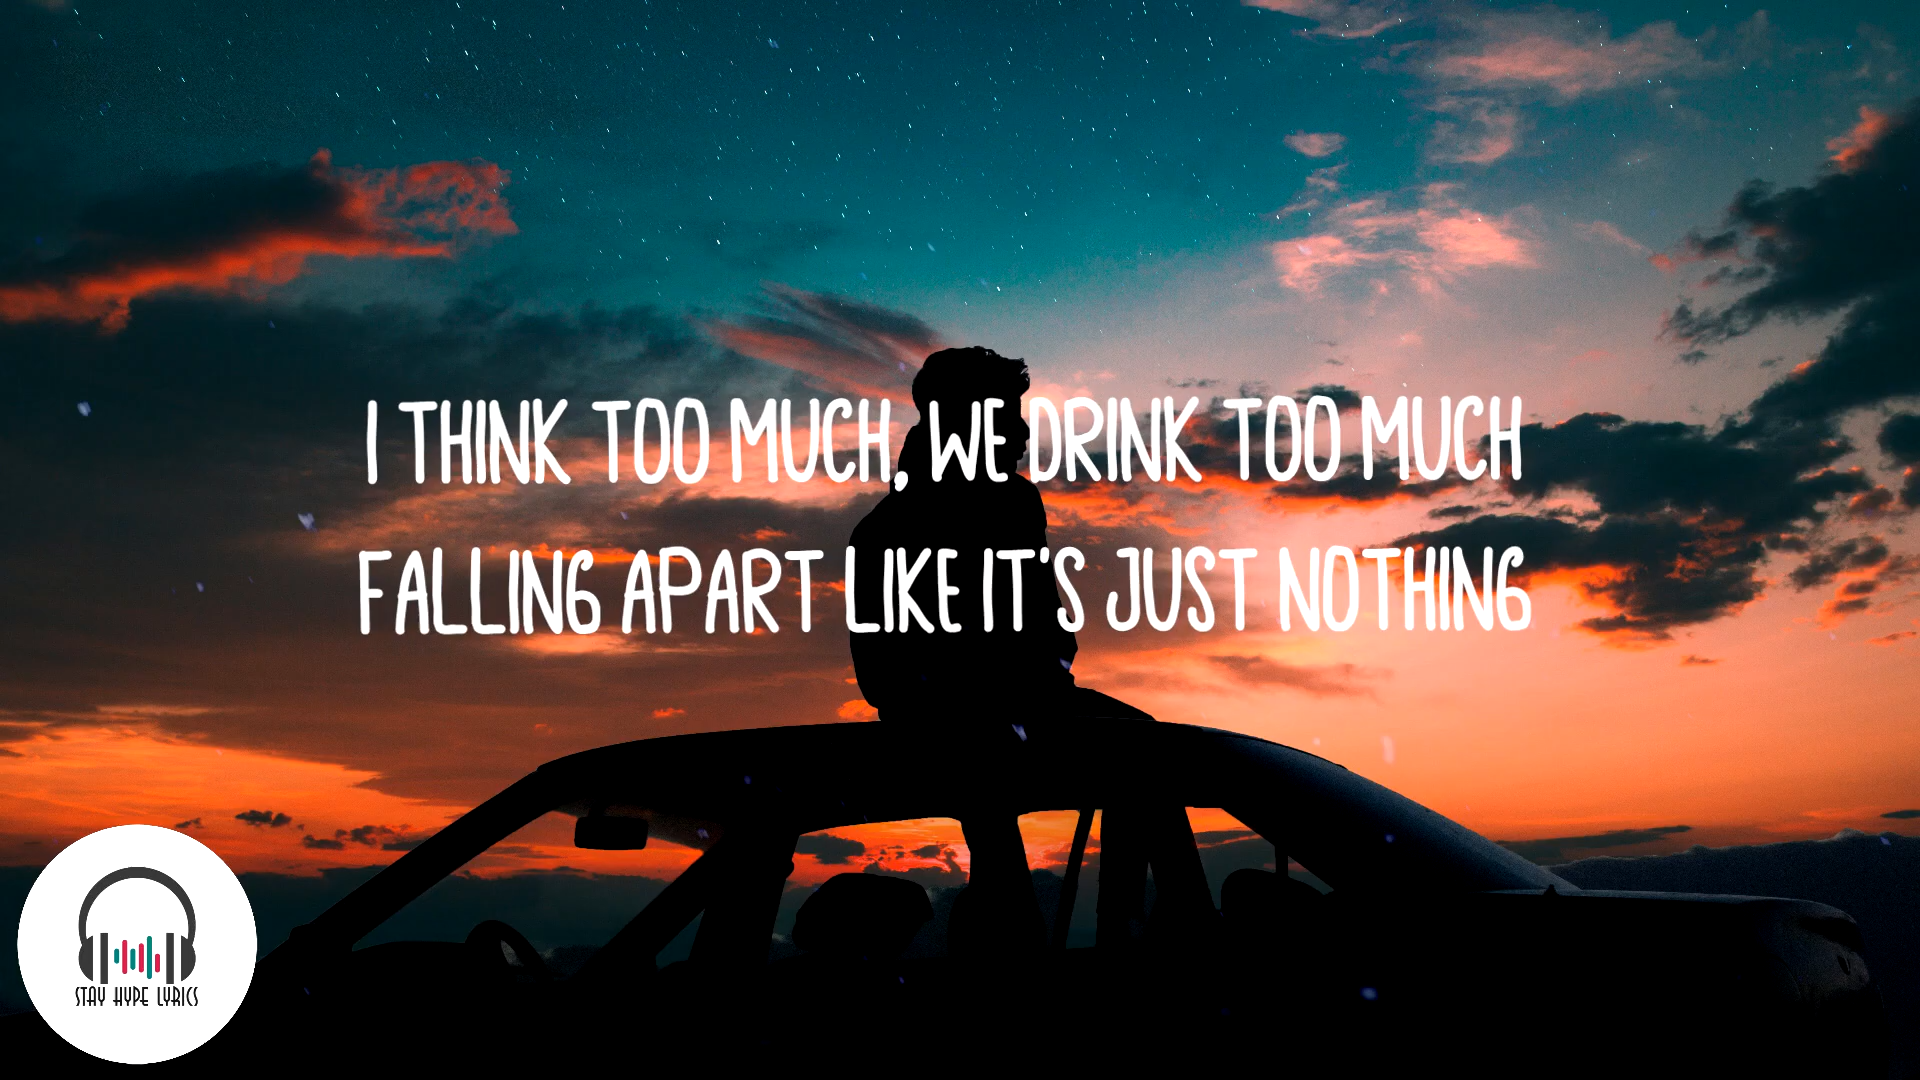 I THINK TOO MUCH, WE DRINK TOO MUCH
FALLING APART LIKE IT'S JUST NOTHING
STAY HYPE LYRICS